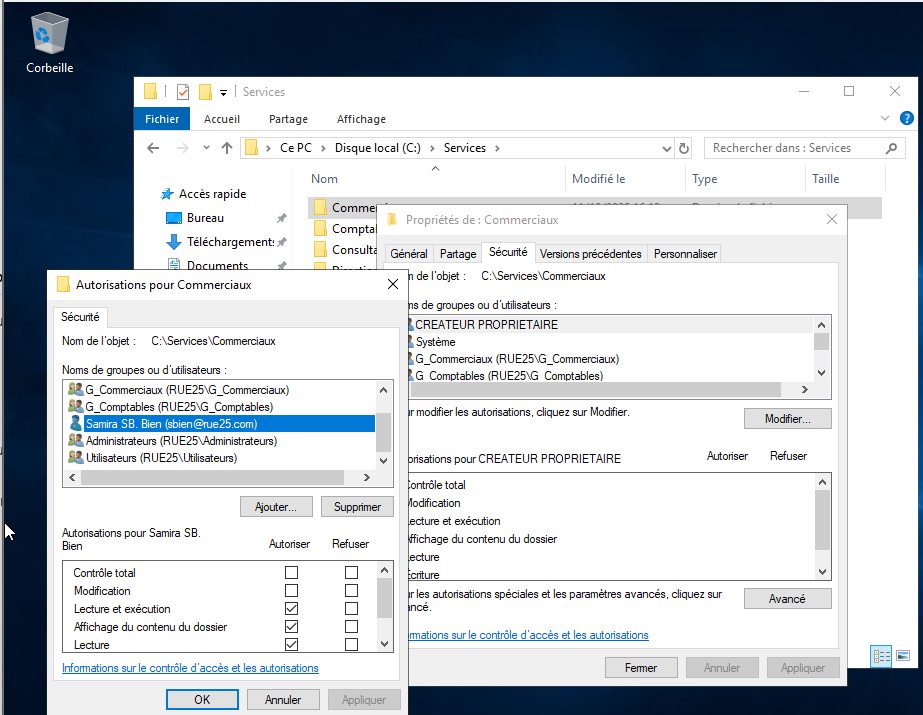 Corbeille
Services
Fichier
Accueil
Partage
Affichage
Ce PC
Disque local (C:)
Services
Rechercher dans : Services
Nom
Modifié le
Type
Taille
Accès rapide
Bureau
Téléchargements
Documents
Comptal
Consulta
Propriétés de : Commerciaux
Général
Partage
Sécurité
Versions précédentes
Personnaliser
m de l'objet : C:\Services\Commerciaux
ms de groupes ou d'utilisateurs :
CREATEUR PROPRIETAIRE
Système
G_Commerciaux (RUE25\G_Commerciaux)
G_Comptables (RUE25\G_Comptables)
ur modifier les autorisations, cliquez sur Modifier.
Modifier...
orisations pour CREATEUR PROPRIETAIRE
Autoriser
Refuser
Contrôle total
Modification
Lecture et exécution
Affichage du contenu du dossier
Lecture
Écriture
ur les autorisations spéciales et les paramètres avancés, cliquez sur
ncé.
Avancé
rmations sur le contrôle d'accès et les autorisations
Fermer
Annuler
Appliquer
Autorisations pour Commerciaux
Sécurité
Nom de l'objet : C:\Services\Commerciaux
Noms de groupes ou d'utilisateurs :
G_Commerciaux (RUE25\G_Commerciaux)
G_Comptables (RUE25\G_Comptables)
Samira SB. Bien (sbien@rue25.com)
Administrateurs (RUE25\Administrateurs)
Utilisateurs (RUE25\Utilisateurs)
Ajouter...
Supprimer
Autorisations pour Samira SB.
Bien
Autoriser
Refuser
Contrôle total
Modification
Lecture et exécution
Affichage du contenu du dossier
Lecture
Informations sur le contrôle d'accès et les autorisations
OK
Annuler
Appliquer